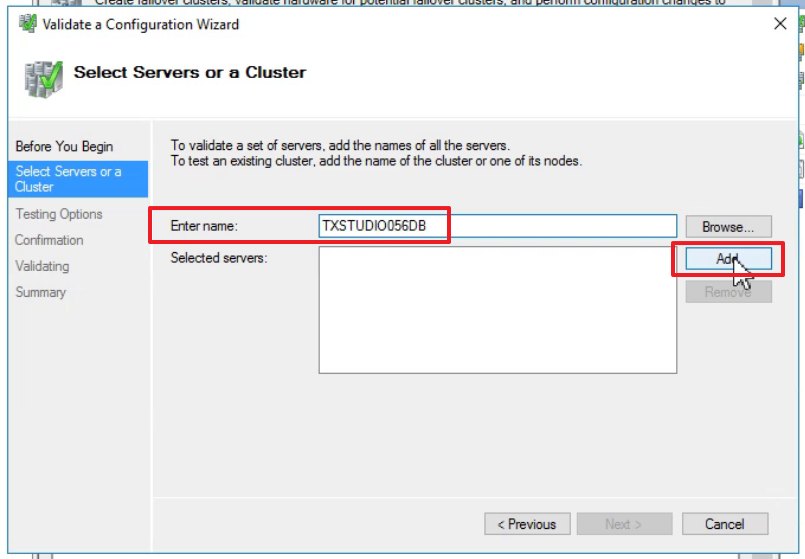 Create failover clusters, validate hardware for potential failover clusters, and perform configuration changes to
Validate a Configuration Wizard
Select Servers or a Cluster
Before You Begin
Select Servers or a
Cluster
Testing Options
Confirmation
Validating
Summary
To validate a set of servers, add the names of all the servers.
To test an existing cluster, add the name of the cluster or one of its nodes.
Enter name:
TXSTUDIO056DB
Browse...
Selected servers:
Add
Remove
< Previous
Next >
Cancel